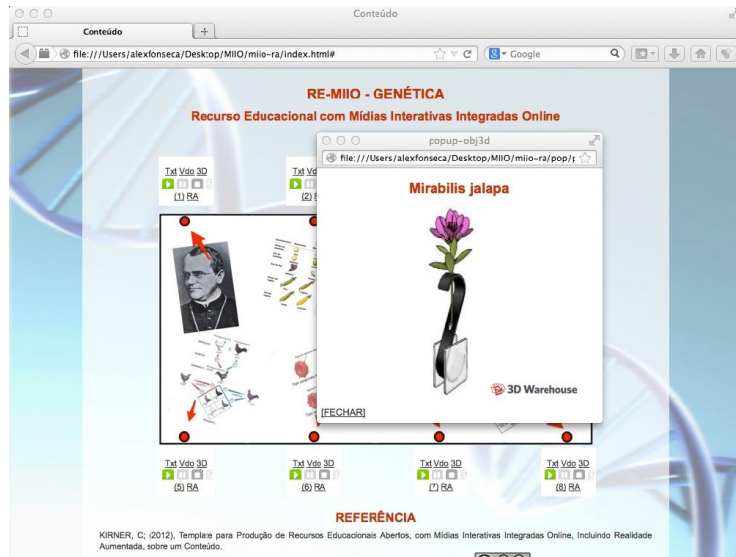 Conteúdo
Conteúdo
file:///Users/alexfonseca/Desktop/MIIO/miio-ra/index.html#
Google
RE-MIIO - GENÉTICA
Recurso Educacional com Mídias Interativas Integradas Online
popup-obj3d
file:///Users/alexfonseca/Desktop/MIIO/miio-ra/pop/p
Mirabilis jalapa
3D Warehouse
[FECHAR]
Txt Vdo 3D
(1) RA
Txt Vdo
(2)
Txt Vdo 3D
(5) RA
Txt Vdo 3D
(6) RA
Txt Vdo 3D
(7) RA
Txt Vdo 3D
(8) RA
REFERÊNCIA
KIRNER, C; (2012), Template para Produção de Recursos Educacionais Abertos, com Mídias Interativas Integradas Online, Incluindo Realidade
Aumentada, sobre um Conteúdo.